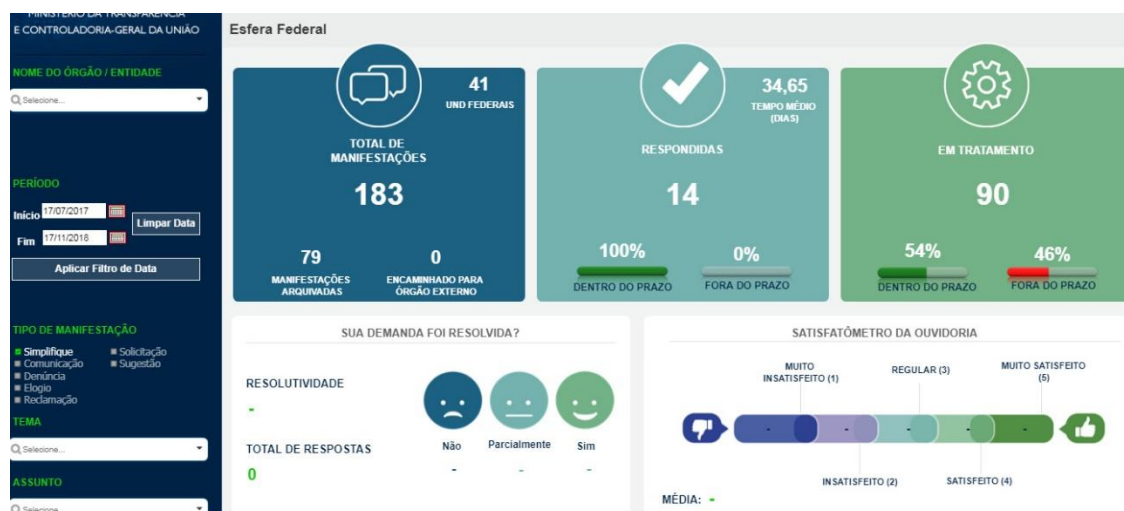 MINISTÉRIO DA TRANSPARÊNCIA
E CONTROLADORIA-GERAL DA UNIÃO
NOME DO ÓRGÃO / ENTIDADE
Selecione...
PERÍODO
Início 17/07/2017
Limpar Data
Fim 17/11/2018
Aplicar Filtro de Data
TIPO DE MANIFESTAÇÃO
Simplifique
Solicitação
Comunicação
Sugestão
Denúncia
Elogio
Reclamação
TEMA
Selecione...
ASSUNTO
Selecione...
Esfera Federal
41
UND FEDERAIS
TOTAL DE
MANIFESTAÇÕES
183
79
MANIFESTAÇÕES
ARQUIVADAS
0
ENCAMINHADO PARA
ÓRGÃO EXTERNO
34,65
TEMPO MÉDIO
(DIAS)
RESPONDIDAS
14
100%
DENTRO DO PRAZO
0%
FORA DO PRAZO
EM TRATAMENTO
90
54%
DENTRO DO PRAZO
46%
FORA DO PRAZO
SUA DEMANDA FOI RESOLVIDA?
RESOLUTIVIDADE
-
TOTAL DE RESPOSTAS
0
Não
Parcialmente
Sim
- - -
SATISFATÔMETRO DA OUVIDORIA
MUITO
INSATISFEITO (1)
REGULAR (3)
MUITO SATISFEITO
(5)
- - - - -
INSATISFEITO (2)
SATISFEITO (4)
MÉDIA: -